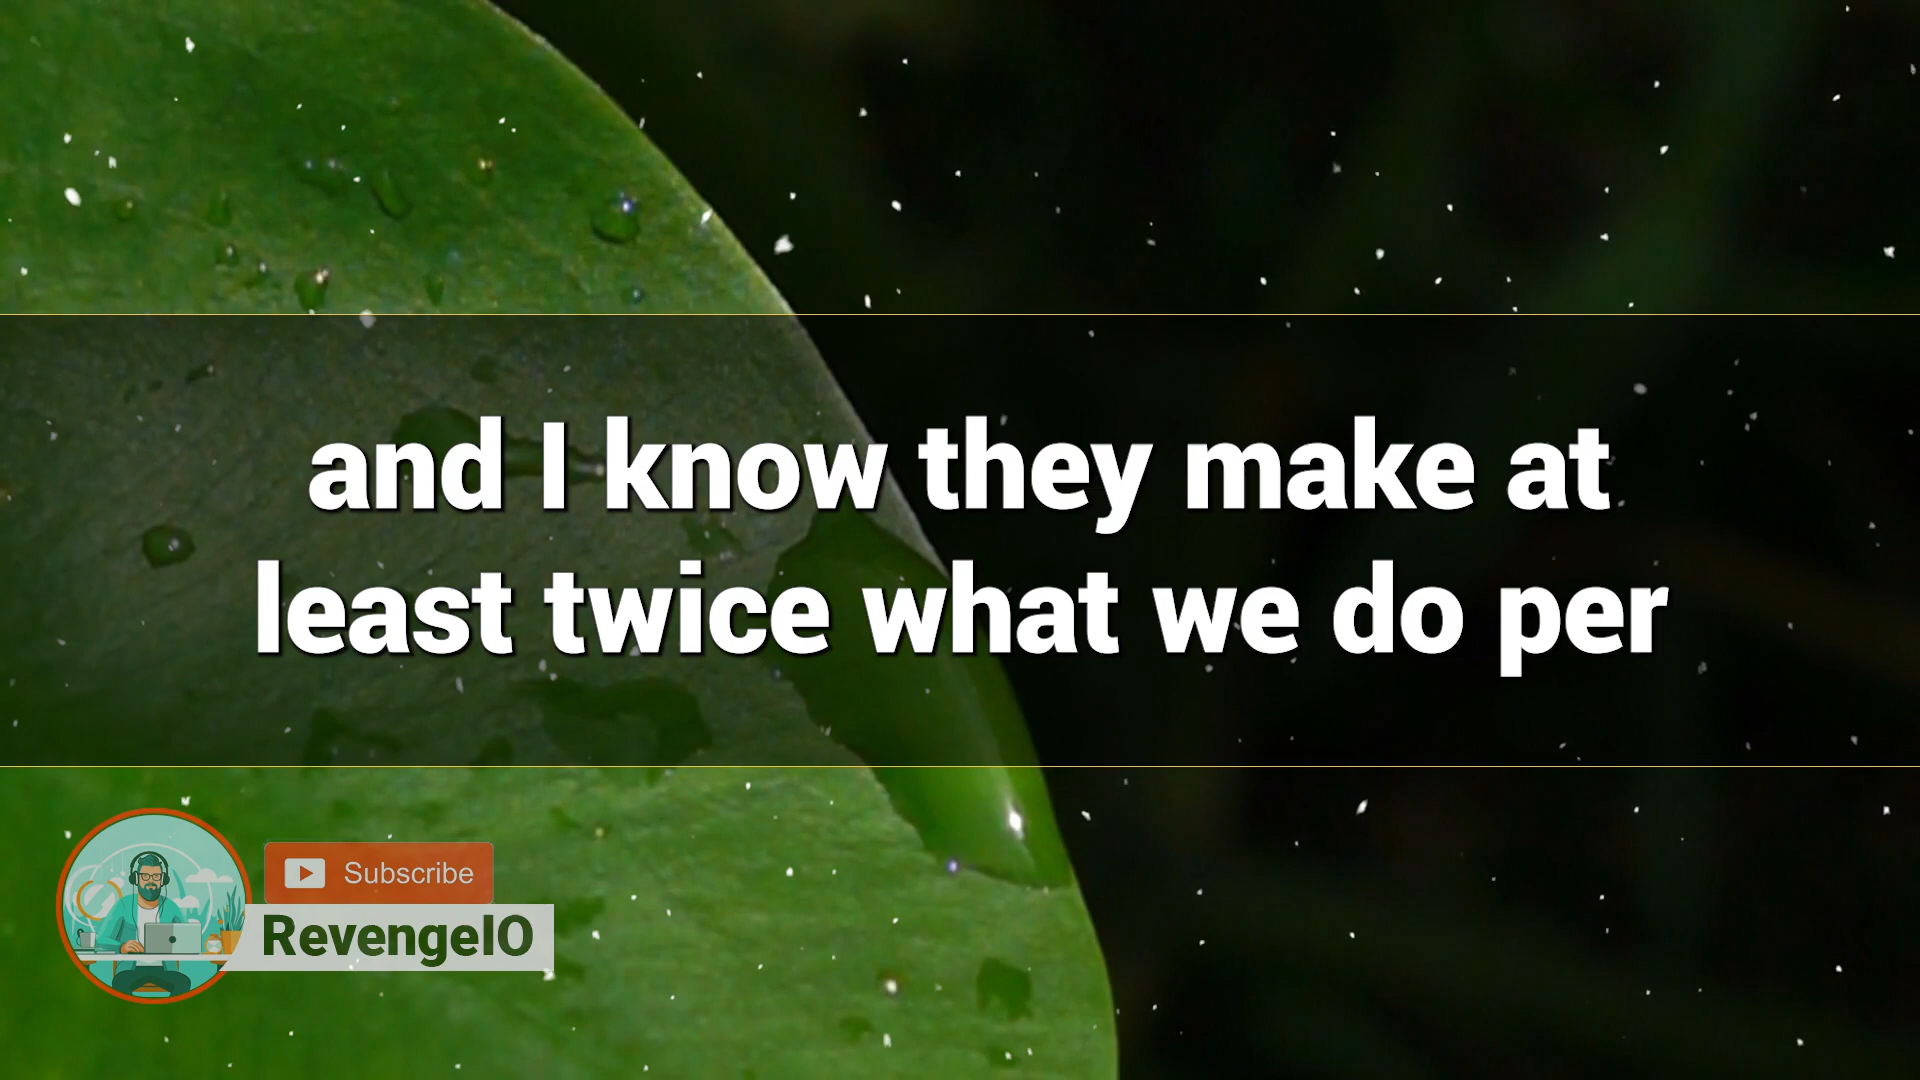 and I know they make at
least twice what we do per
Subscribe
RevengeIO